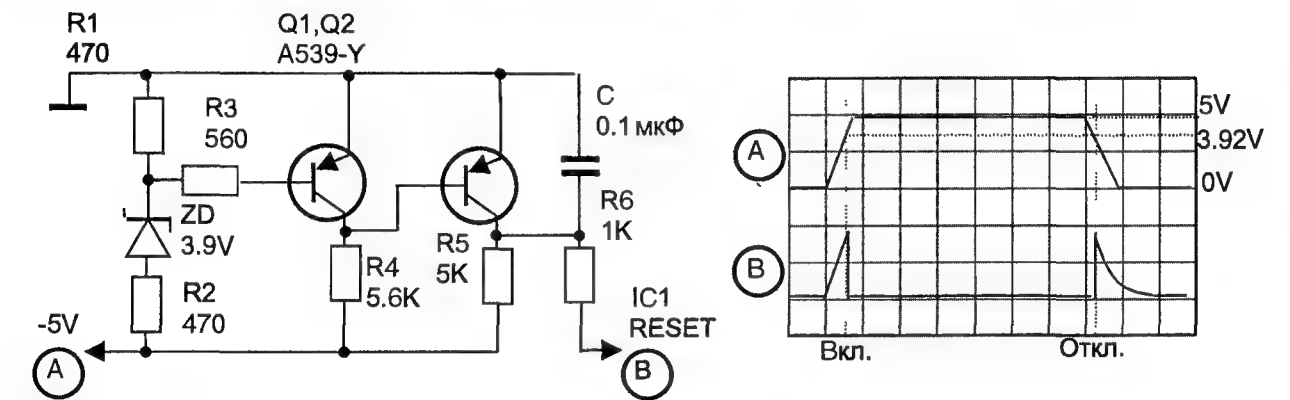 R1
470
Q1,Q2
A539-Y
R3
560
C
0.1 мкФ
ZD
3.9V
R6
1K
R4
5.6K
R5
5K
R2
470
-5V
A
IC1
RESET
B
A
5V
3.92V
0V
B
Вкл.
Откл.